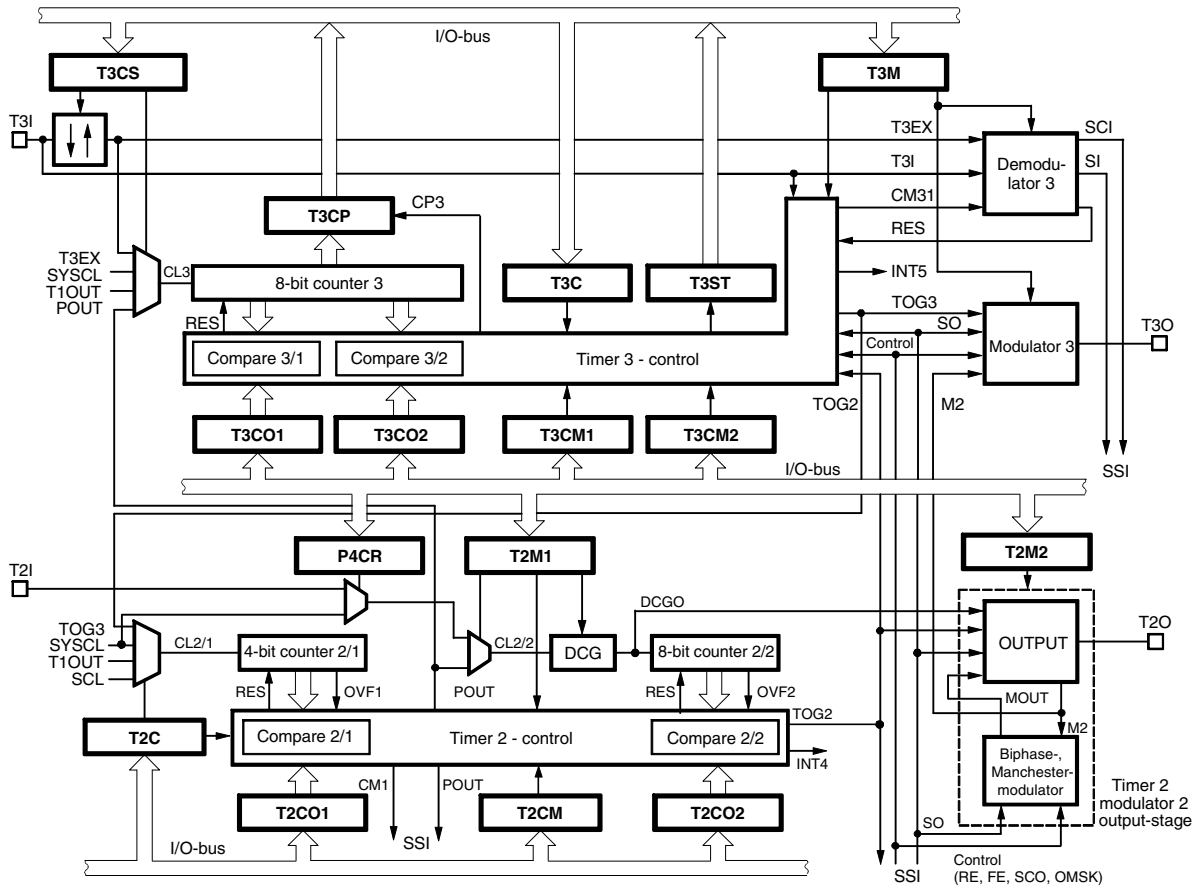 I/O-bus
T3CS
T3M
T3I
T3EX
SCI
T3I
SI
Demodu-
lator 3
CM31
T3CP
CP3
RES
T3EX
SYSCL
T1OUT
POUT
CL3
8-bit counter 3
T3C
T3ST
INT5
RES
TOG3
SO
T3O
Compare 3/1
Compare 3/2
Timer 3 - control
Control
Modulator 3
TOG2
M2
T3CO1
T3CO2
T3CM1
T3CM2
I/O-bus
SSI
P4CR
T2M1
T2M2
T2I
DCGO
T2O
TOG3
SYSCL
T1OUT
SCL
CL2/1
4-bit counter 2/1
CL2/2
DCG
8-bit counter 2/2
OUTPUT
RES
OVF1
POUT
RES
OVF2
MOUT
TOG2
T2C
Compare 2/1
Timer 2 - control
Compare 2/2
M2
INT4
Biphase-,
Manchester-
modulator
CM1
POUT
Timer 2
modulator 2
output-stage
T2CO1
T2CM
T2CO2
SSI
SO
I/O-bus
SSI
Control
(RE, FE, SCO, OMSK)